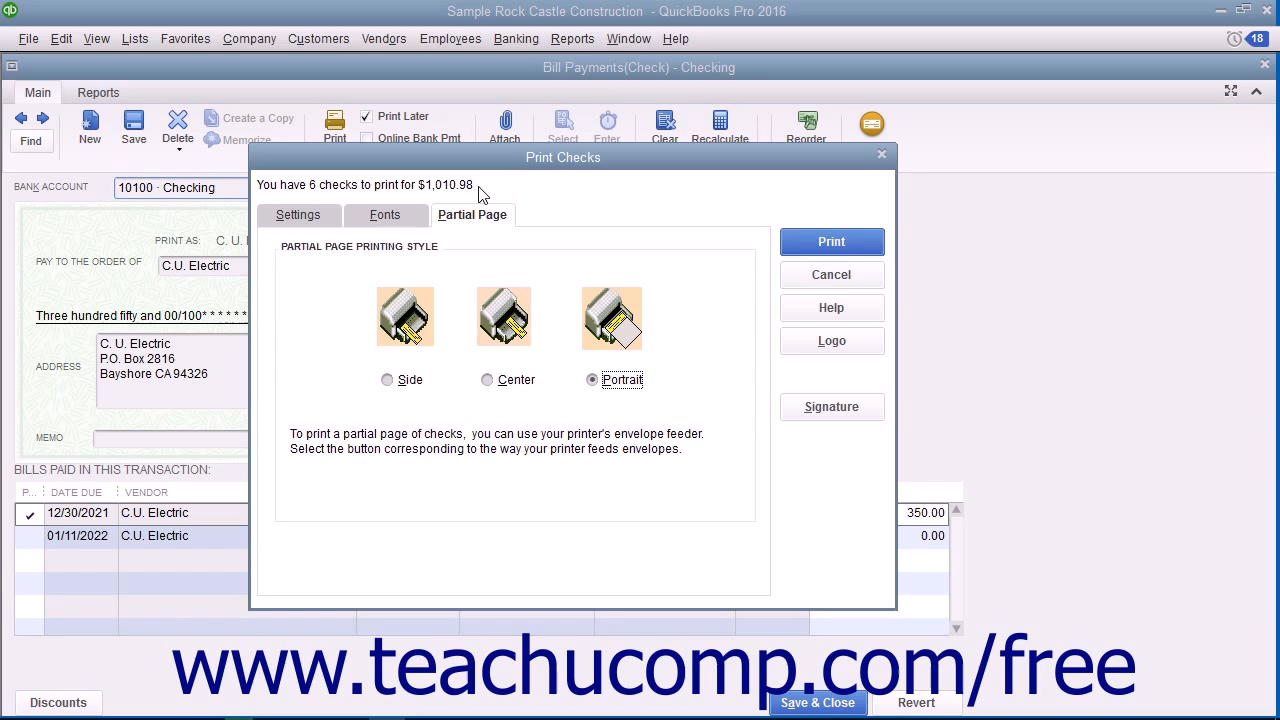 Sample Rock Castle Construction - QuickBooks Pro 2016
File Edit View Lists Favorites Company Customers Vendors Employees Banking Reports Window Help 18
Bill Payments(Check) - Checking
Main Reports
Find New Save Delete Create a Copy Memorize Print Print Later Online Bank Pmt Attach Select Enter Clear Recalculate Reorder
Print Checks
You have 6 checks to print for $1,010.98
BANK ACCOUNT 10100 · Checking
Settings Fonts Partial Page
PRINT AS: C. U.
PAY TO THE ORDER OF C.U. Electric
Three hundred fifty and 00/100* * * * * *
ADDRESS
C. U. Electric
P.O. Box 2816
Bayshore CA 94326
MEMO
PARTIAL PAGE PRINTING STYLE
Side Center Portrait
To print a partial page of checks, you can use your printer's envelope feeder.
Select the button corresponding to the way your printer feeds envelopes.
Print
Cancel
Help
Logo
Signature
BILLS PAID IN THIS TRANSACTION:
P... DATE DUE VENDOR
12/30/2021 C.U. Electric 350.00
01/11/2022 C.U. Electric 0.00
www.teachucomp.com/free
Discounts Save & Close Revert